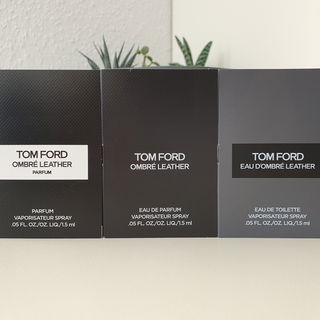 TOM FORD
OMBRÉ LEATHER
PARFUM
PARFUM
VAPORISATEUR SPRAY
.05 FL. OZ./OZ. LIQ./1.5 ml
TOM FORD
OMBRÉ LEATHER
EAU DE PARFUM
VAPORISATEUR SPRAY
.05 FL. OZ./OZ. LIQ./1.5 ml
TOM FORD
EAU D'OMBRÉ LEATHER
EAU DE TOILETTE
VAPORISATEUR SPRAY
.05 FL. OZ./OZ. LIQ./1.5 ml